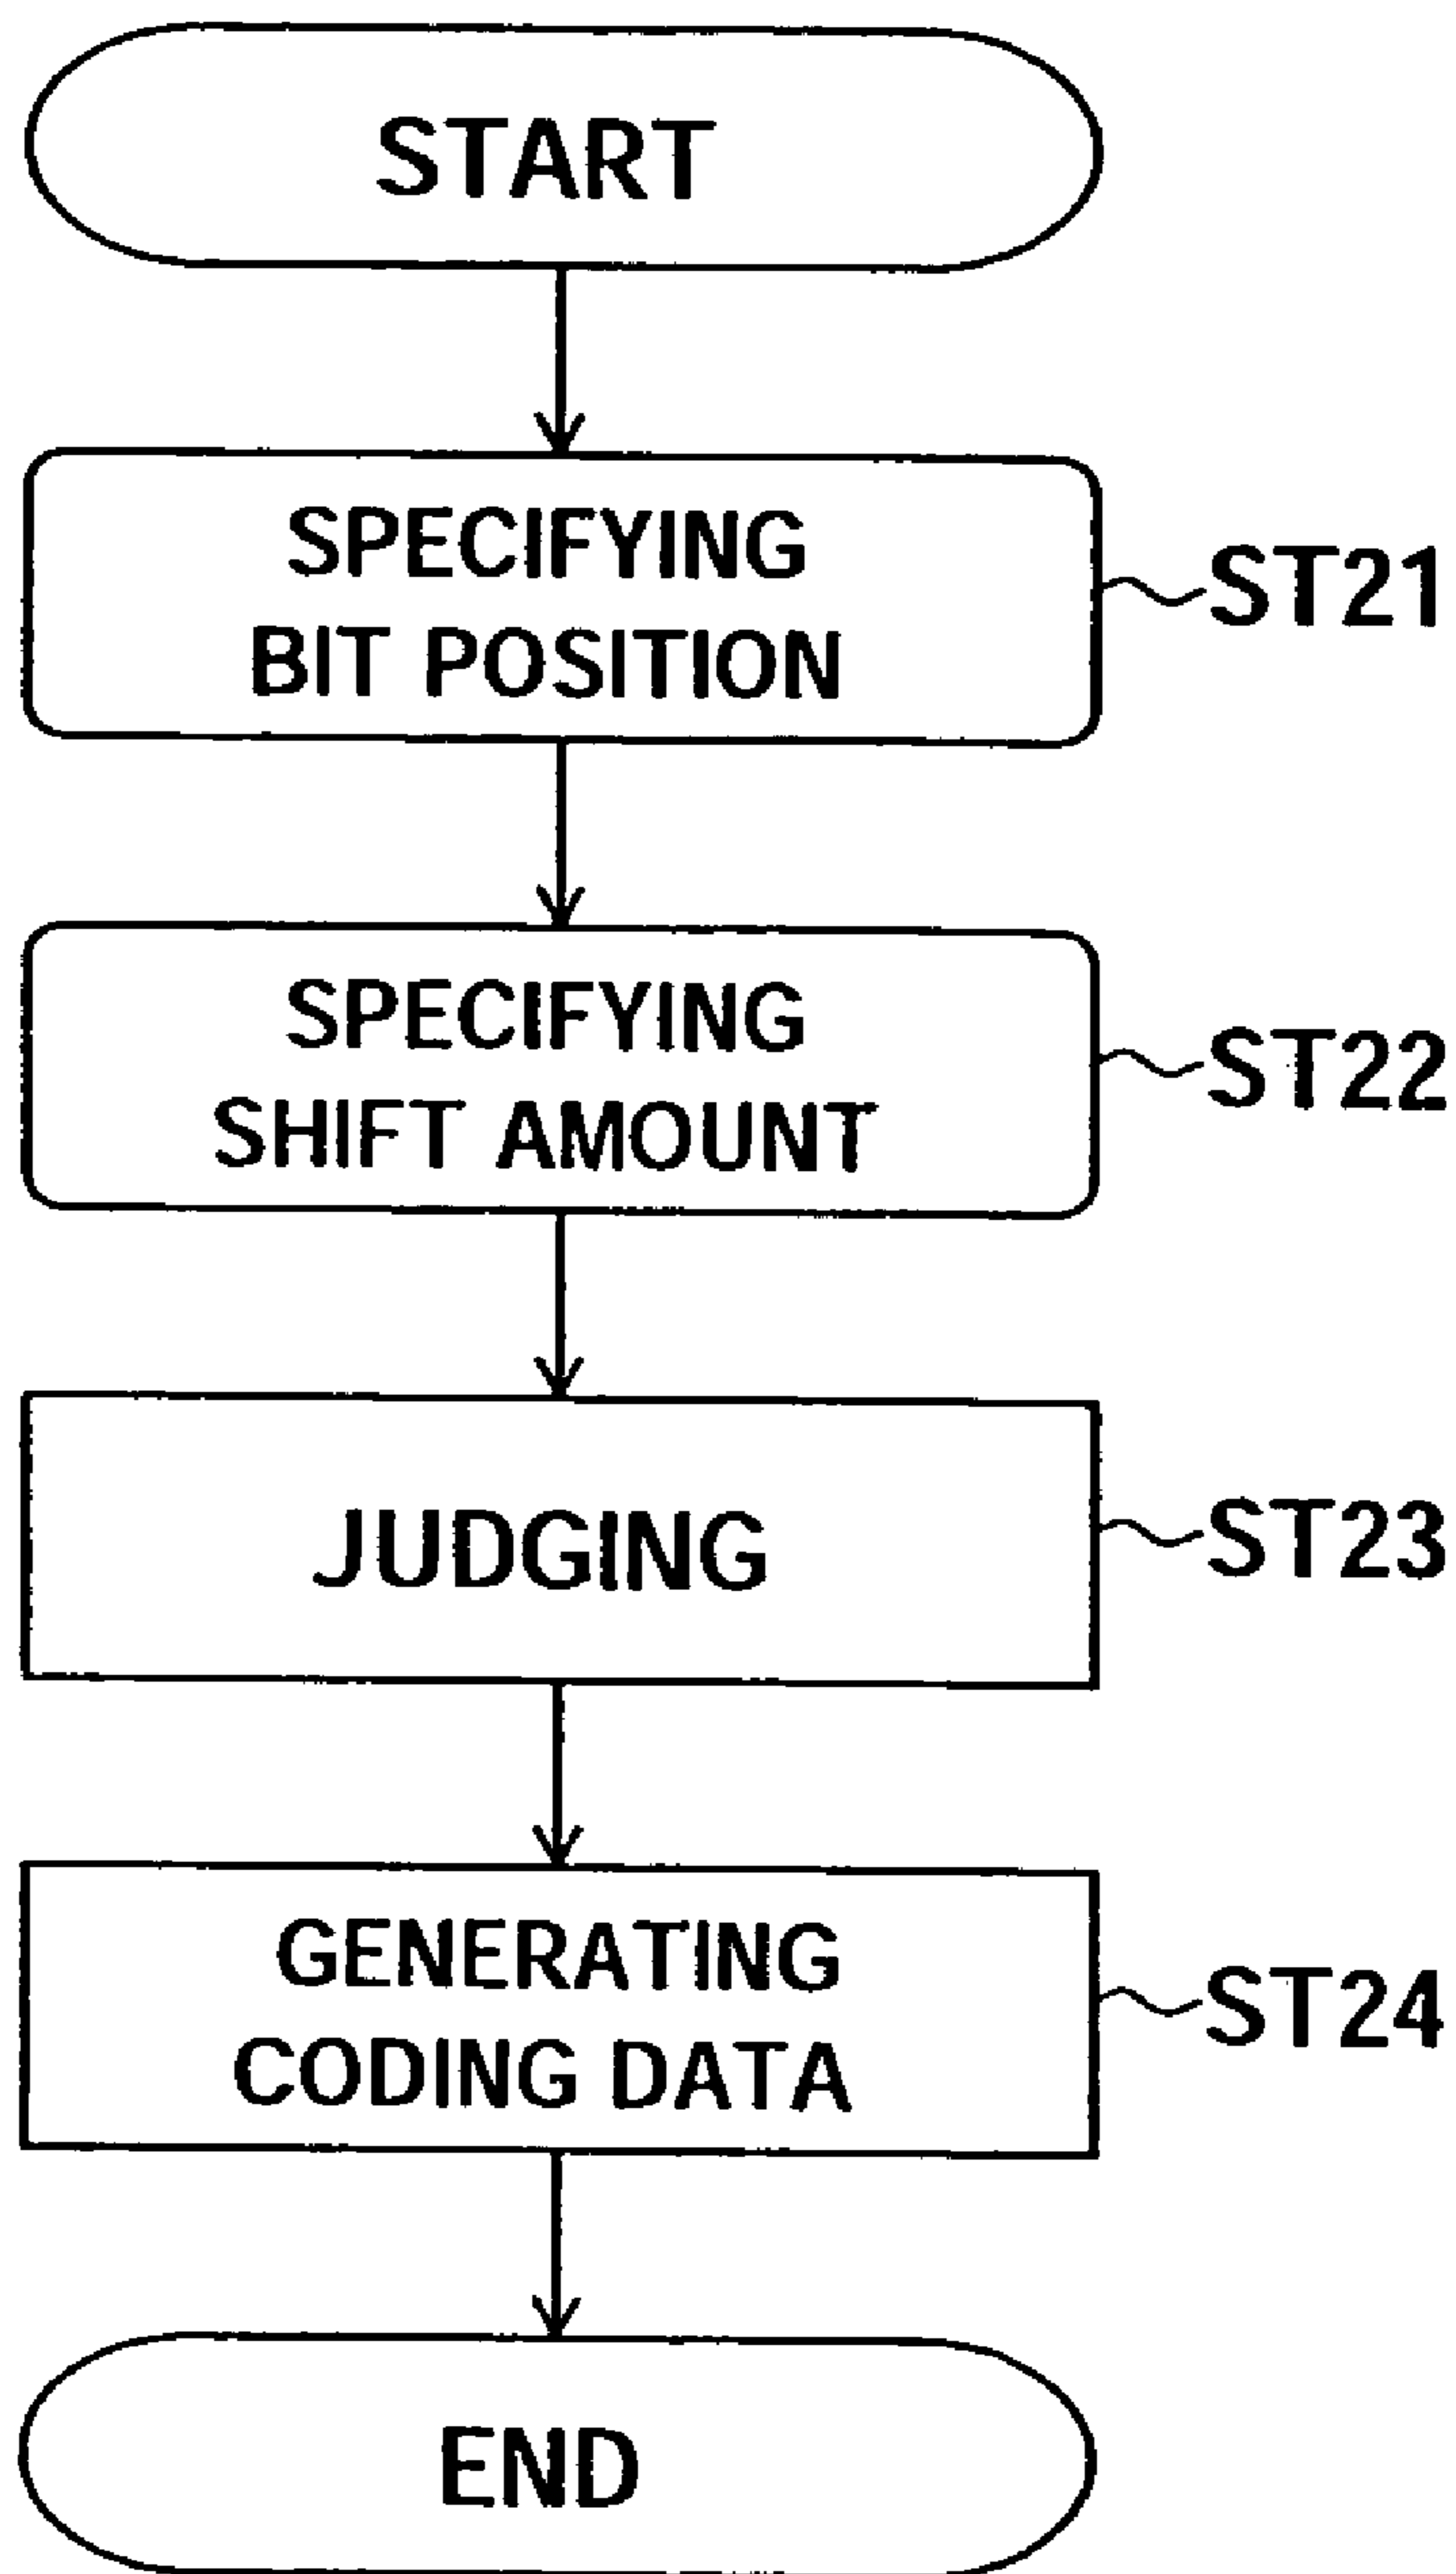 START
SPECIFYING
BIT POSITION
ST21
SPECIFYING
SHIFT AMOUNT
ST22
JUDGING
ST23
GENERATING
CODING DATA
ST24
END